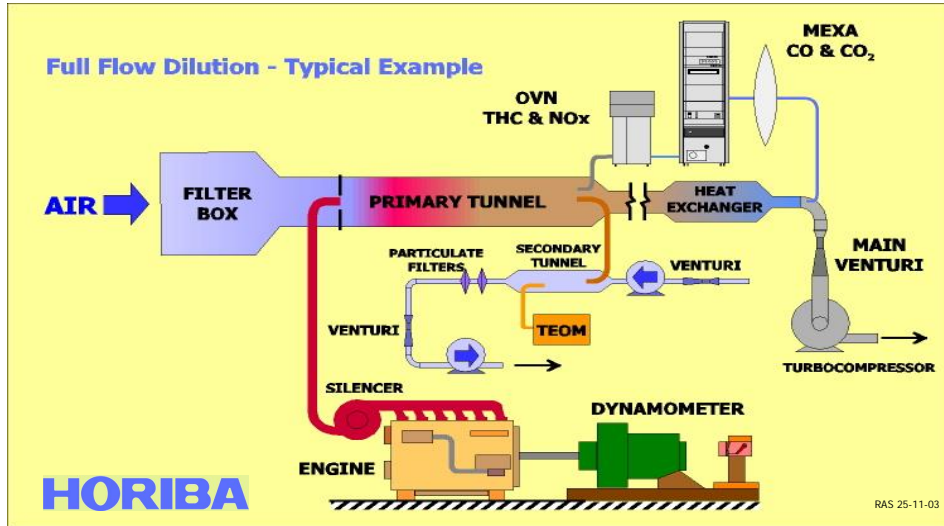 Full Flow Dilution - Typical Example
MEXA
CO & CO₂
OVN
THC & NOx
AIR
FILTER
BOX
PRIMARY TUNNEL
HEAT
EXCHANGER
MAIN
VENTURI
PARTICULATE
FILTERS
SECONDARY
TUNNEL
VENTURI
VENTURI
TEOM
TURBOCOMPRESSOR
SILENCER
DYNAMOMETER
ENGINE
HORIBA
RAS 25-11-03